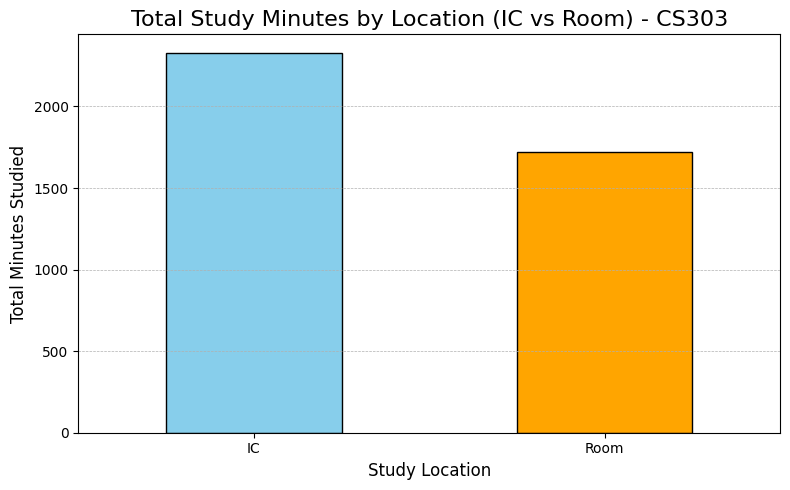 Total Study Minutes by Location (IC vs Room) - CS303
Total Minutes Studied
2000
1500
1000
500
0
IC
Room
Study Location